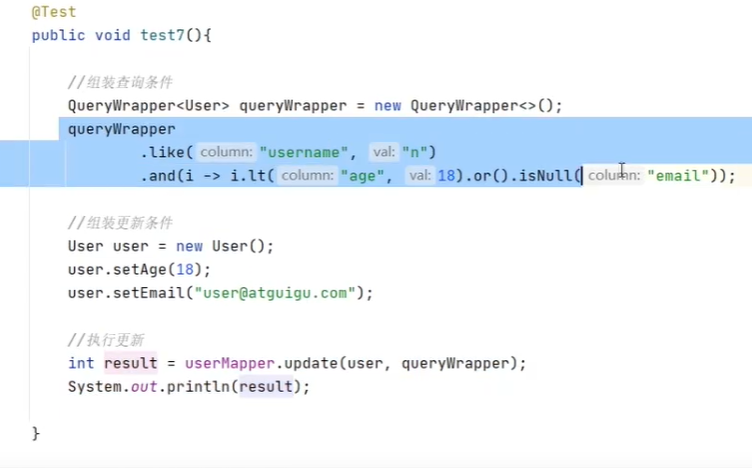 @Test
public void test7(){
//组装查询条件
QueryWrapper<User> queryWrapper = new QueryWrapper<>();
queryWrapper
.like( column: "username", val: "n")
.and(i -> i.lt( column: "age", val: 18).or().isNull( column: "email"));
//组装更新条件
User user = new User();
user.setAge(18);
user.setEmail("user@atguigu.com");
//执行更新
int result = userMapper.update(user, queryWrapper);
System.out.println(result);
}